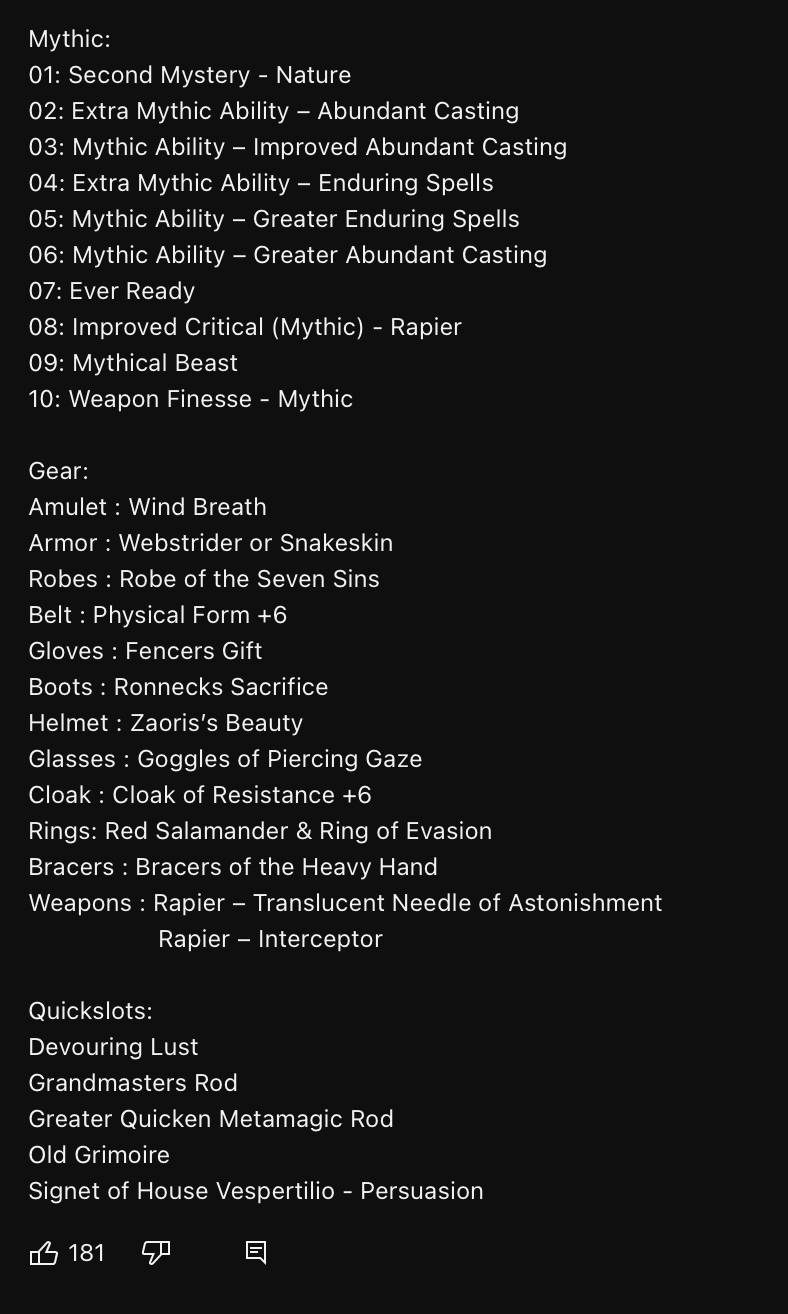 Mythic:
01: Second Mystery - Nature
02: Extra Mythic Ability – Abundant Casting
03: Mythic Ability – Improved Abundant Casting
04: Extra Mythic Ability – Enduring Spells
05: Mythic Ability – Greater Enduring Spells
06: Mythic Ability – Greater Abundant Casting
07: Ever Ready
08: Improved Critical (Mythic) - Rapier
09: Mythical Beast
10: Weapon Finesse - Mythic
Gear:
Amulet : Wind Breath
Armor : Webstrider or Snakeskin
Robes : Robe of the Seven Sins
Belt : Physical Form +6
Gloves : Fencers Gift
Boots : Ronnecks Sacrifice
Helmet : Zaoris’s Beauty
Glasses : Goggles of Piercing Gaze
Cloak : Cloak of Resistance +6
Rings: Red Salamander & Ring of Evasion
Bracers : Bracers of the Heavy Hand
Weapons : Rapier – Translucent Needle of Astonishment
Rapier – Interceptor
Quickslots:
Devouring Lust
Grandmasters Rod
Greater Quicken Metamagic Rod
Old Grimoire
Signet of House Vespertilio - Persuasion
181